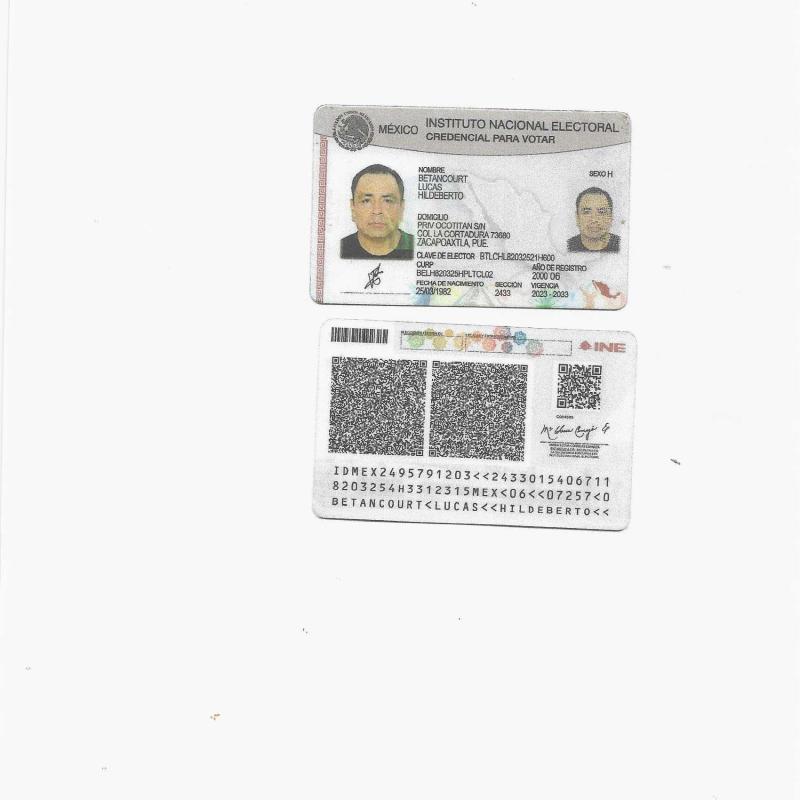 MÉXICO INSTITUTO NACIONAL ELECTORAL
CREDENCIAL PARA VOTAR
NOMBRE
BETANCOURT
LUCAS
HILDEBERTO
SEXO H
DOMICILIO
PRIV OCOTITAN S/N
COL LA CORTADURA 73680
ZACAPOAXTLA, PUE.
CLAVE DE ELECTOR BTLCHL82032521H600
CURP
BELH820325HPLTCL02
AÑO DE REGISTRO
2000 06
FECHA DE NACIMIENTO
25/03/1982
SECCIÓN
2433
VIGENCIA
2023 - 2033
INE
IDMEX2495791203<<2433015406711
8203254H3312315MEX<06<<07257<0
BETANCOURT<LUCAS<<HILDEBERTO<<